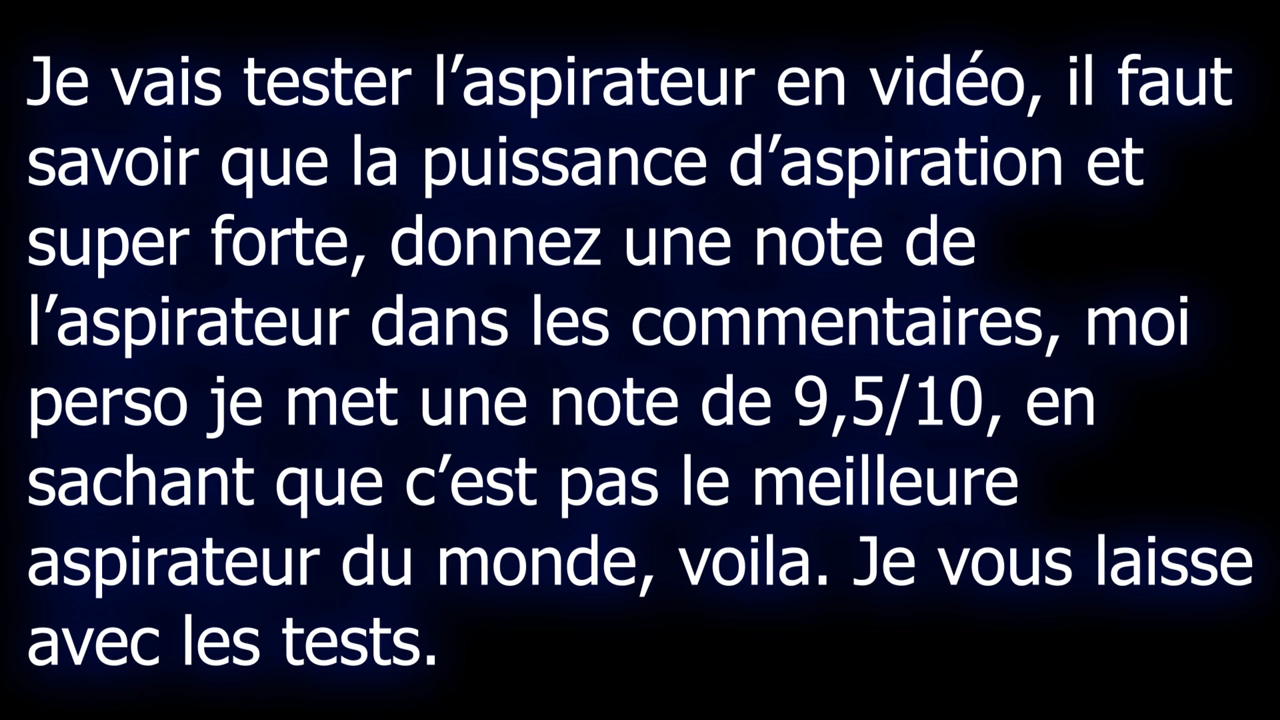 Je vais tester l’aspirateur en vidéo, il faut
savoir que la puissance d’aspiration et
super forte, donnez une note de
l’aspirateur dans les commentaires, moi
perso je met une note de 9,5/10, en
sachant que c’est pas le meilleure
aspirateur du monde, voila. Je vous laisse
avec les tests.